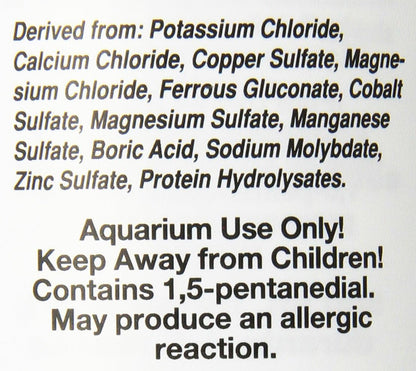 Derived from: Potassium Chloride,
Calcium Chloride, Copper Sulfate, Magne-
sium Chloride, Ferrous Gluconate, Cobalt
Sulfate, Magnesium Sulfate, Manganese
Sulfate, Boric Acid, Sodium Molybdate,
Zinc Sulfate, Protein Hydrolysates.
Aquarium Use Only!
Keep Away from Children!
Contains 1,5-pentanedial.
May produce an allergic
reaction.